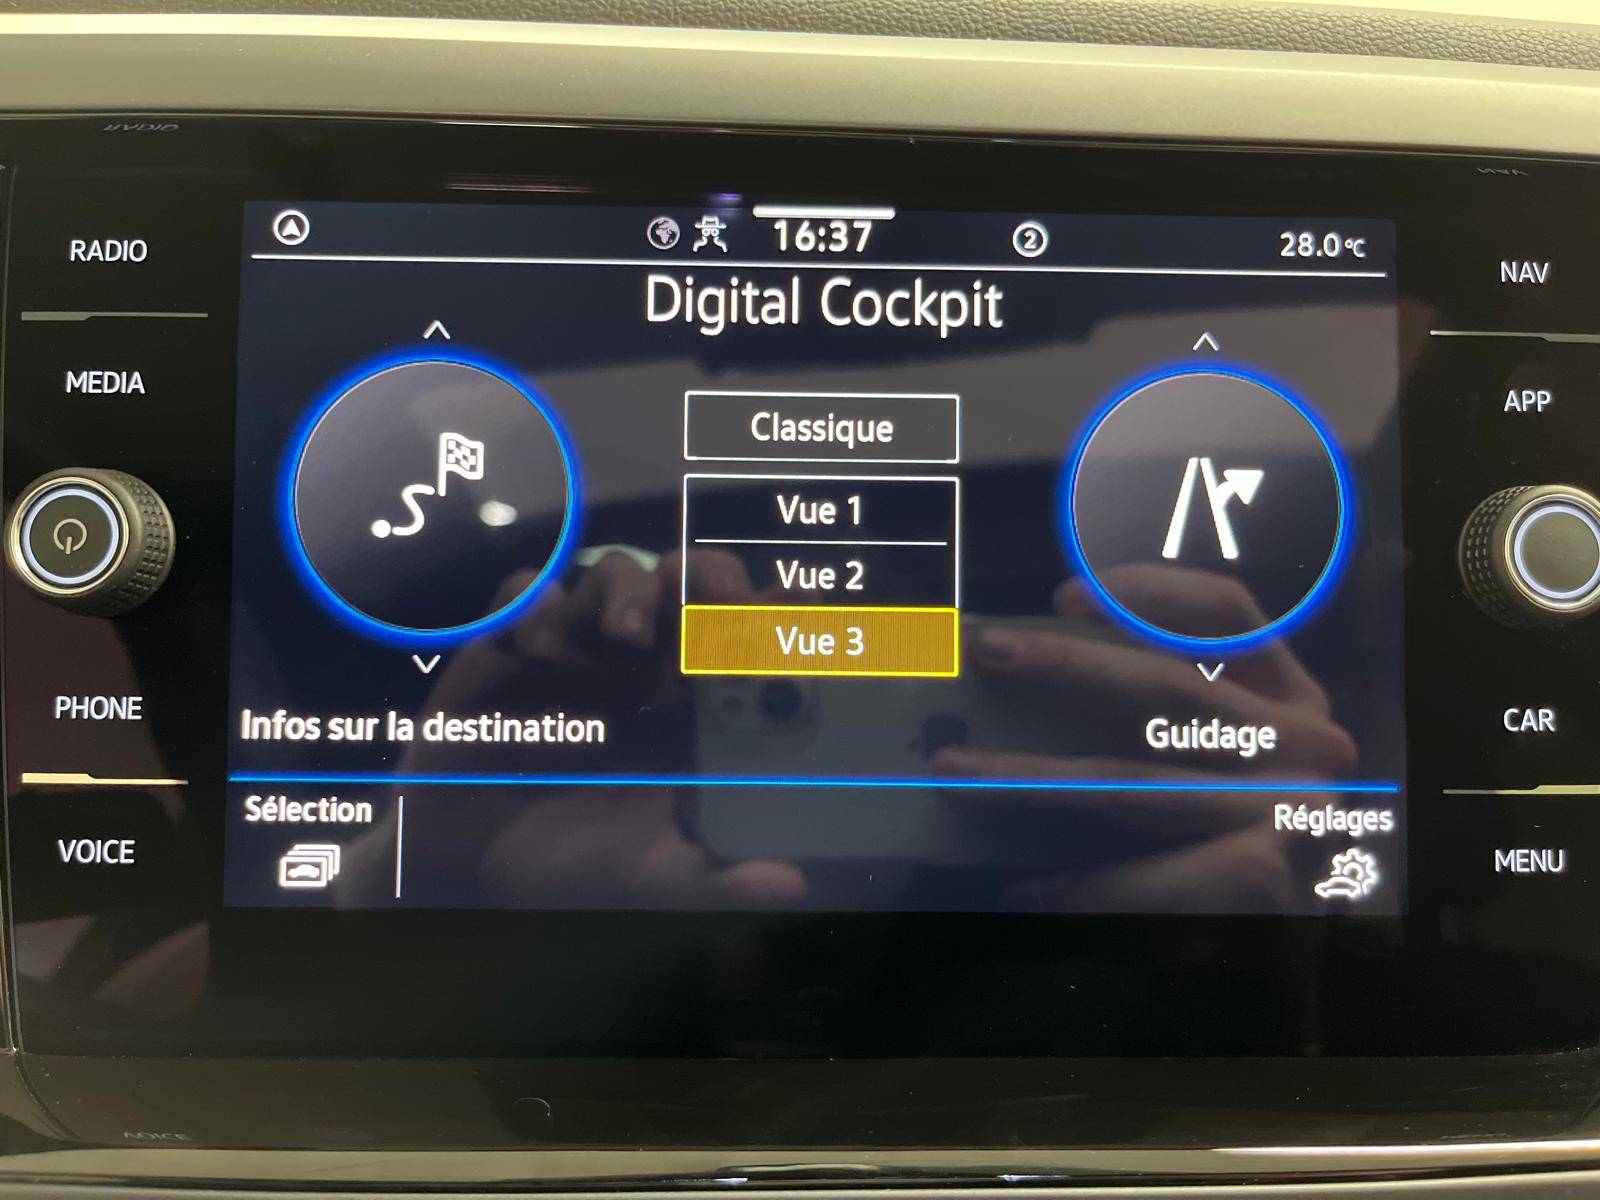 RADIO
MEDIA
PHONE
VOICE
16:37
2
28.0°C
Digital Cockpit
Classique
Vue 1
Vue 2
Vue 3
Infos sur la destination
Guidage
Sélection
Réglages
NAV
APP
CAR
MENU